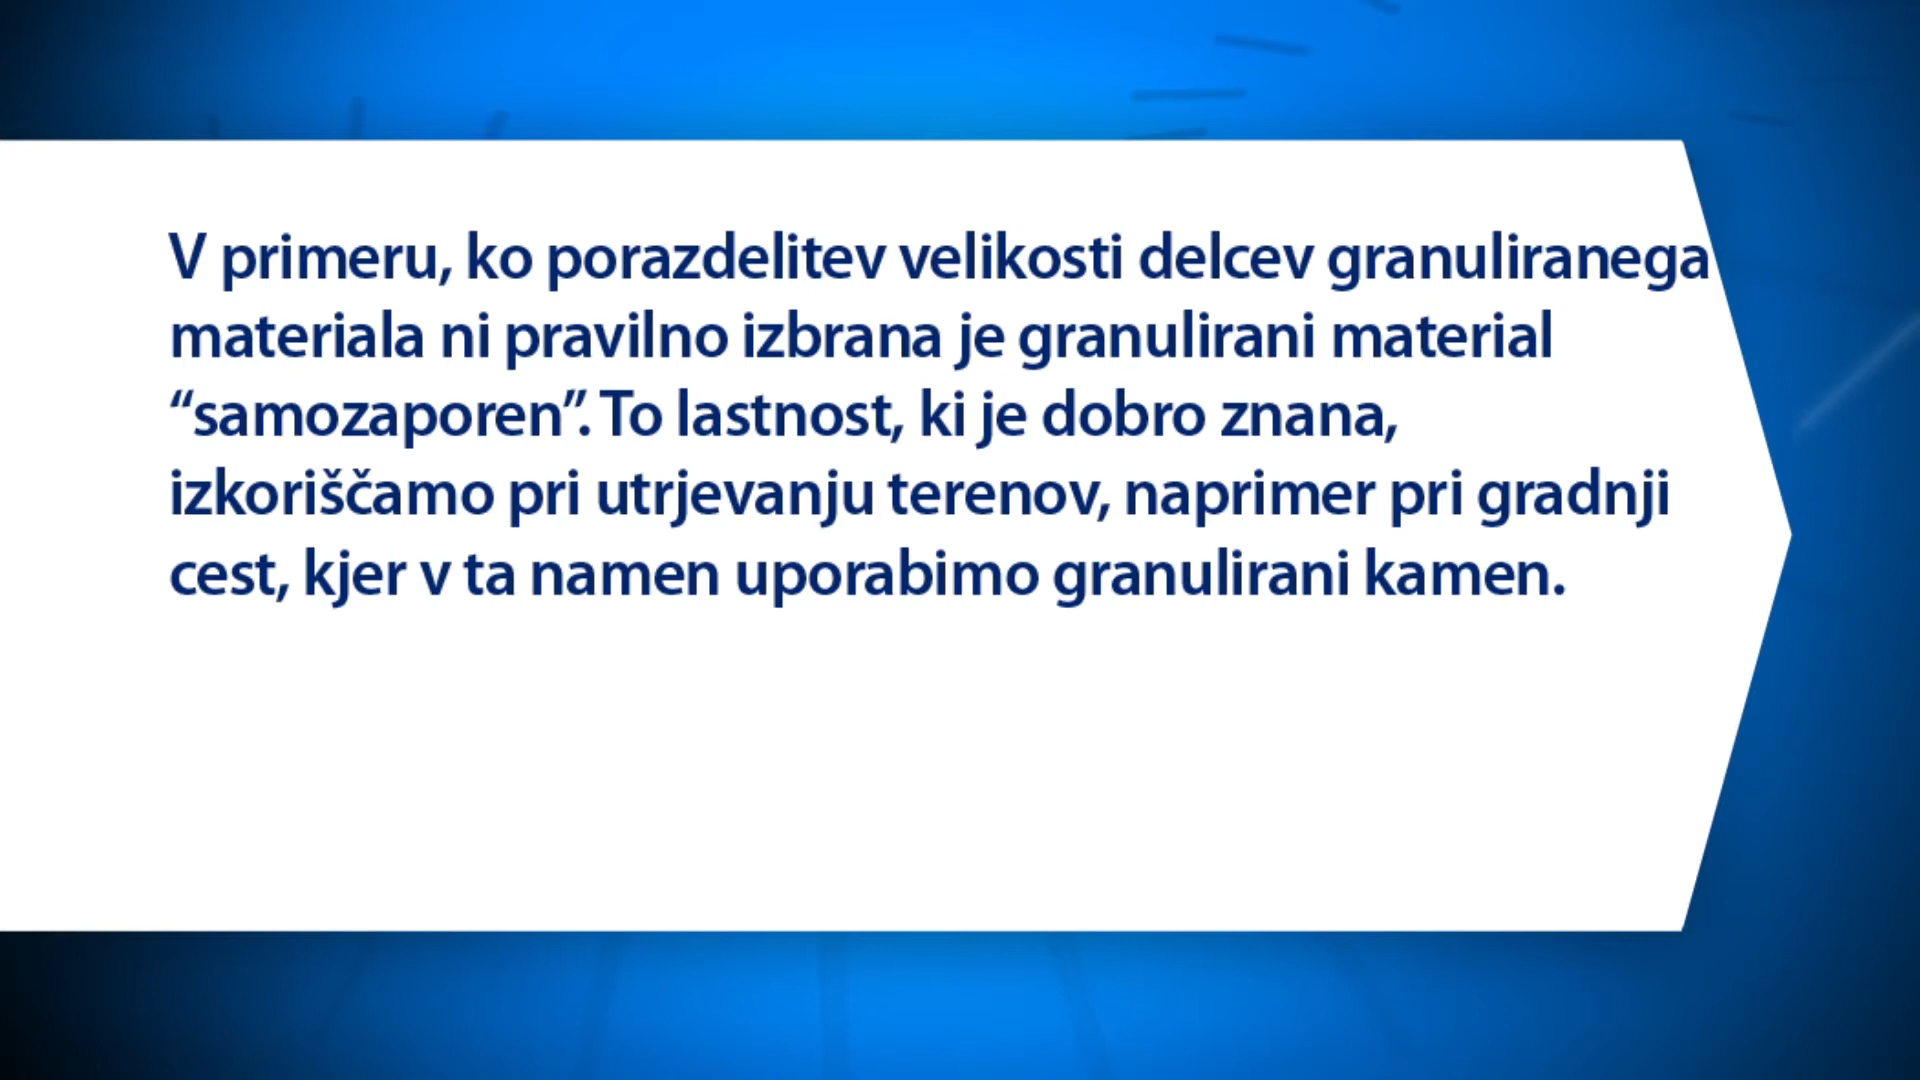 V primeru, ko porazdelitev velikosti delcev granuliranega
materiala ni pravilno izbrana je granulirani material
“samozaporen”. To lastnost, ki je dobro znana,
izkoriščamo pri utrjevanju terenov, naprimer pri gradnji
cest, kjer v ta namen uporabimo granulirani kamen.